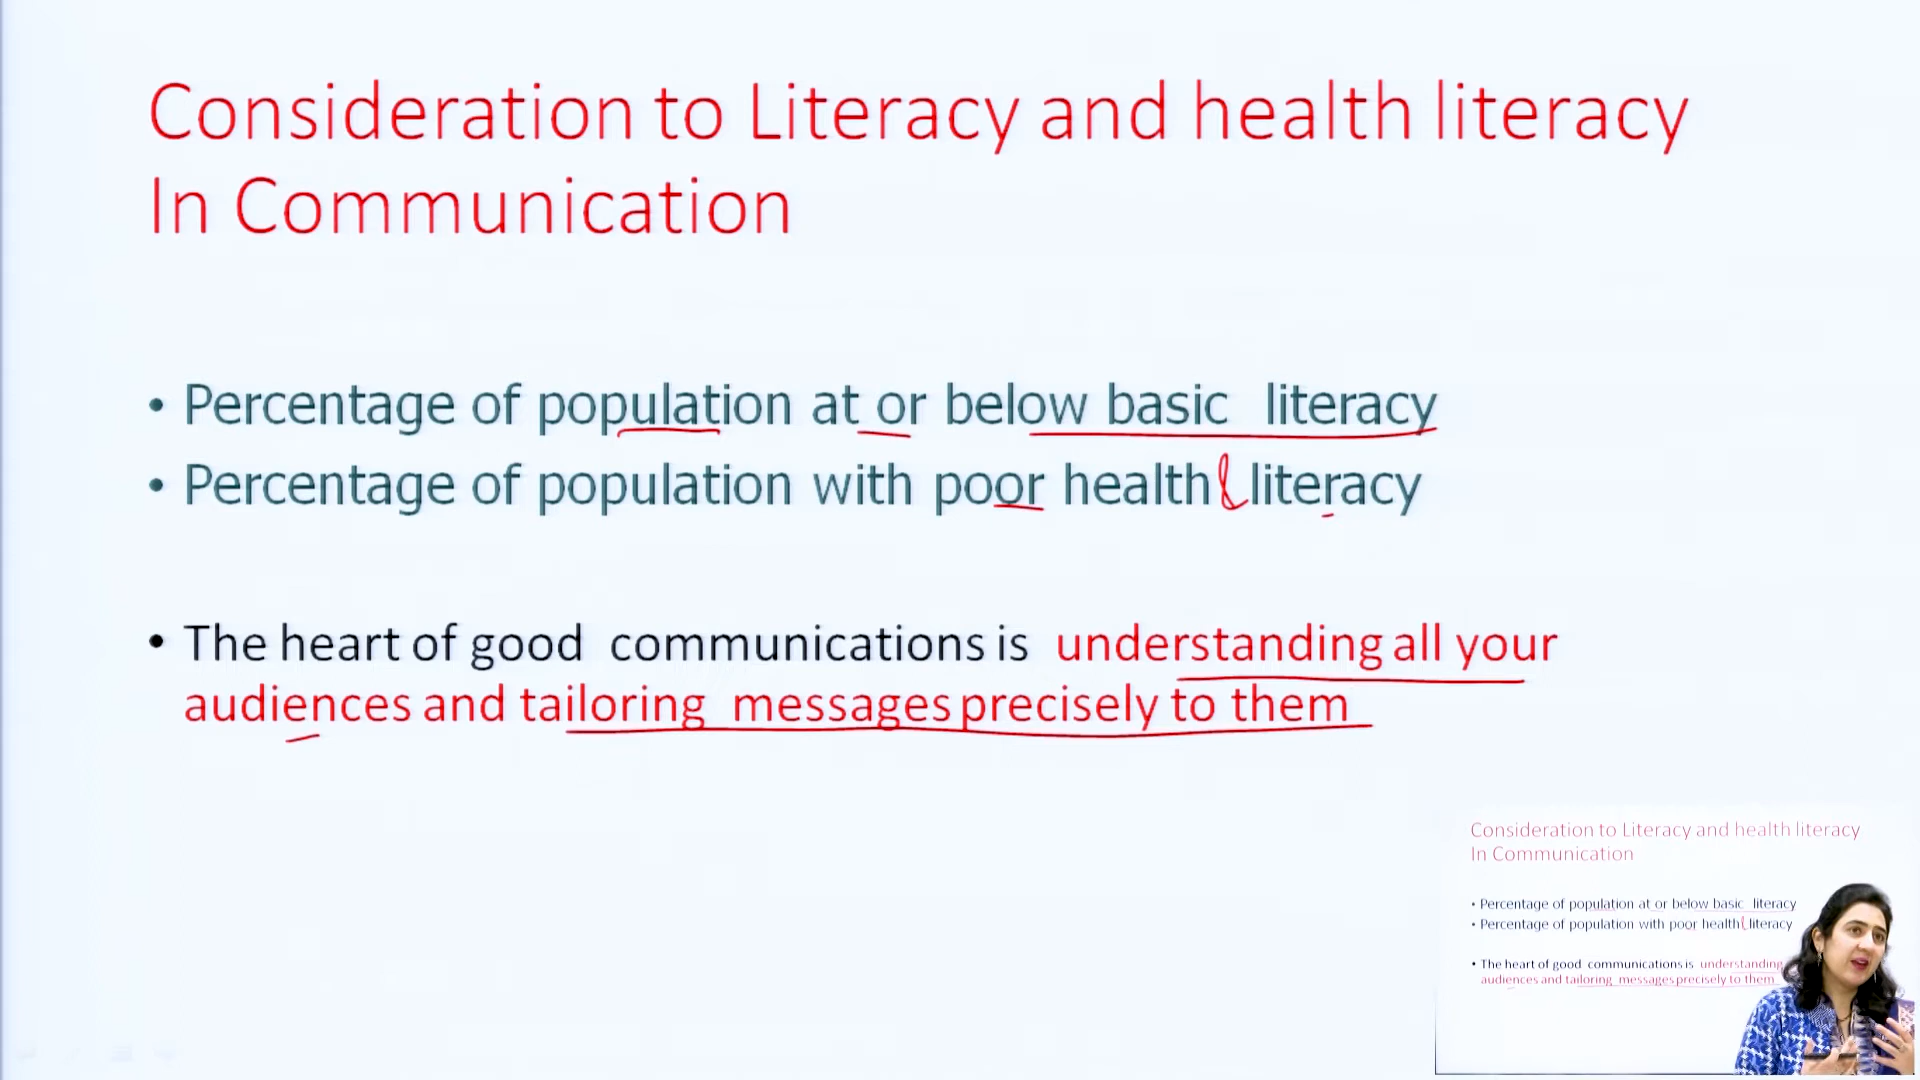 Consideration to Literacy and health literacy
In Communication
• Percentage of population at or below basic literacy
• Percentage of population with poor health literacy
• The heart of good communications is understanding all your
audiences and tailoring messages precisely to them
Consideration to Literacy and health literacy
In Communication
• Percentage of population at or below basic literacy
• Percentage of population with poor health literacy
• The heart of good communications is understanding
audiences and tailoring messages precisely to them